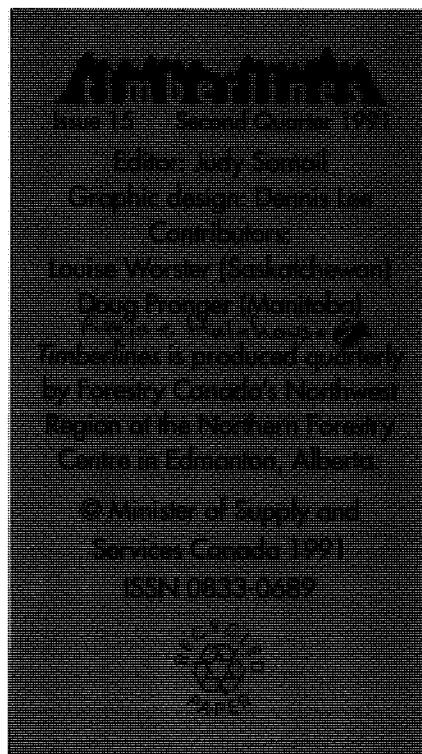 Timberlines
Issue 15 Second Quarter 1991
Editor: Judy Samoil
Graphic design: Dennis Lee
Contributors:
Louise Worster (Saskatchewan)
Doug Pranger (Manitoba)
Timberlines is produced quarterly
by Forestry Canada's Northwest
Region at the Northern Forestry
Centre in Edmonton, Alberta.
© Minister of Supply and
Services Canada 1991
ISSN 0833-0689